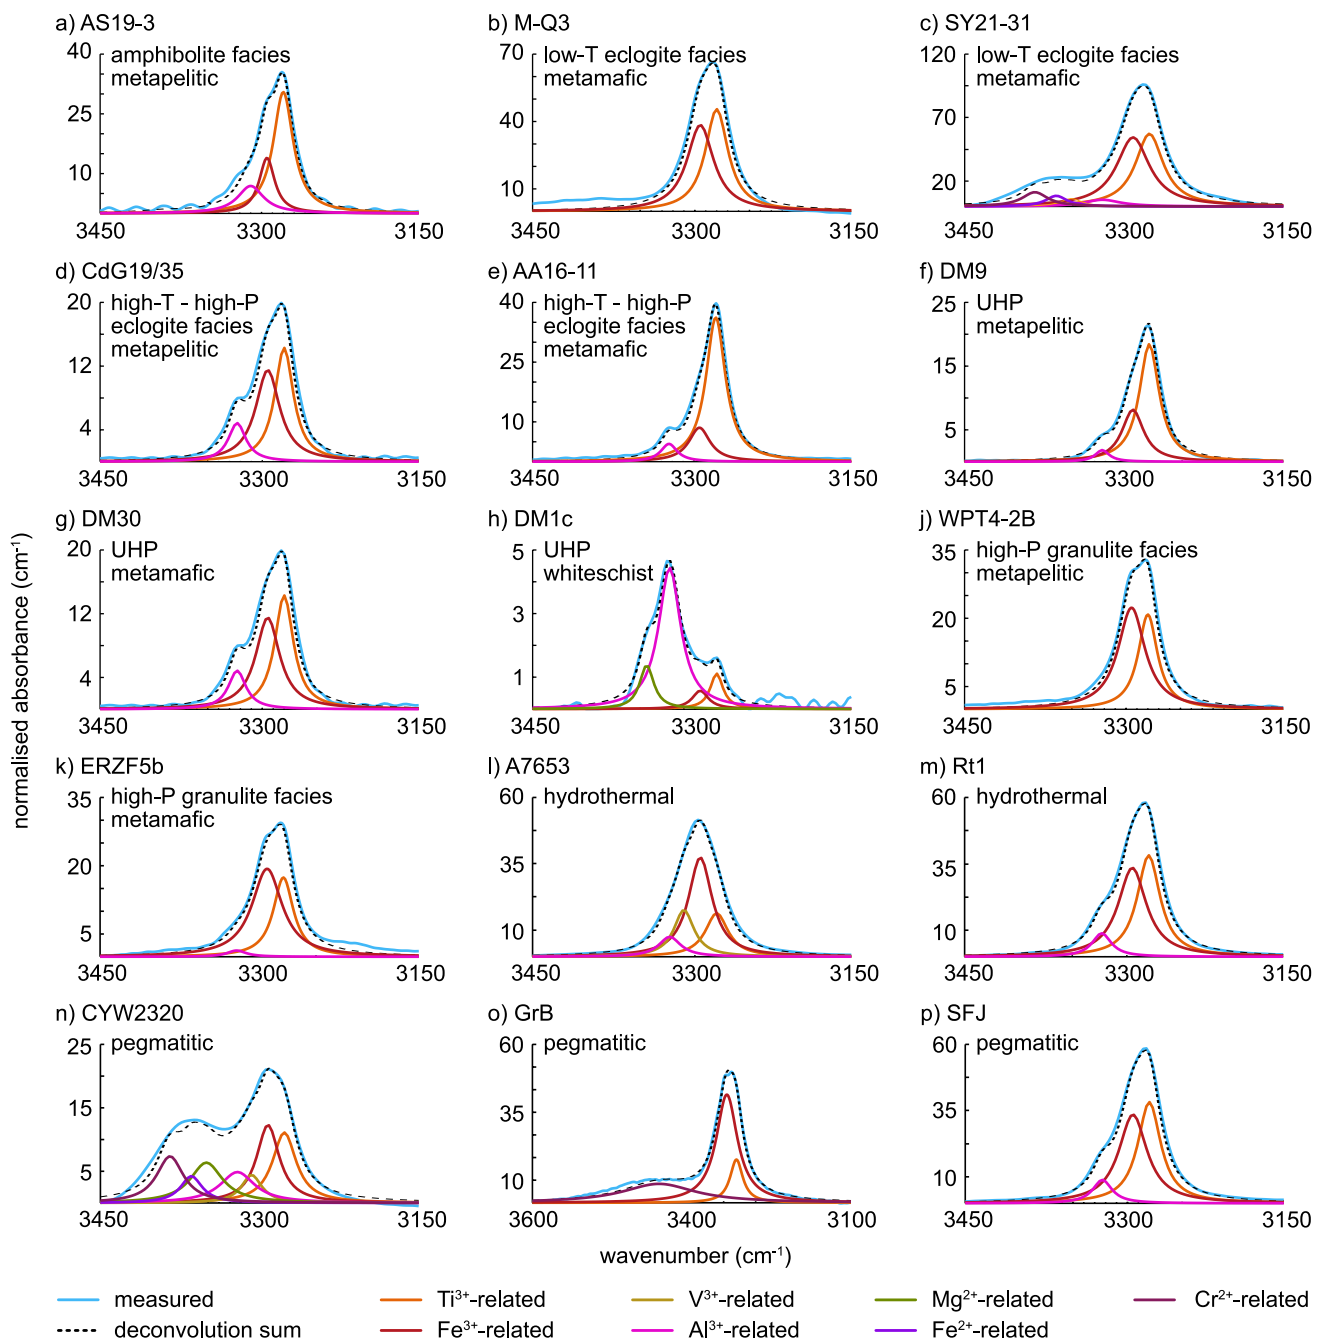 a) AS19-3
amphibolite facies
metapelitic
40
25
10
3450
3300
3150
b) M-Q3
low-T eclogite facies
metamafic
70
40
10
3450
3300
3150
c) SY21-31
low-T eclogite facies
metamafic
120
70
20
3450
3300
3150
d) CdG19/35
high-T - high-P
eclogite facies
metapelitic
20
12
4
3450
3300
3150
e) AA16-11
high-T - high-P
eclogite facies
metamafic
40
25
10
3450
3300
3150
f) DM9
UHP
metapelitic
25
15
5
3450
3300
3150
g) DM30
UHP
metamafic
20
12
4
3450
3300
3150
h) DM1c
UHP
whiteschist
5
4
3
1
3450
3300
3150
j) WPT4-2B
high-P granulite facies
metapelitic
35
20
5
3450
3300
3150
k) ERZF5b
high-P granulite facies
metamafic
35
20
5
3450
3300
3150
l) A7653
hydrothermal
60
35
10
3450
3300
3150
m) Rt1
hydrothermal
60
35
10
3450
3300
3150
n) CYW2320
pegmatitic
25
15
5
3450
3300
3150
o) GrB
pegmatitic
60
35
10
3600
3400
3100
p) SFJ
pegmatitic
60
35
10
3450
3300
3150
normalised absorbance (cm⁻¹)
wavenumber (cm⁻¹)
measured
Ti³⁺-related
V³⁺-related
Mg²⁺-related
Cr²⁺-related
deconvolution sum
Fe³⁺-related
Al³⁺-related
Fe²⁺-related